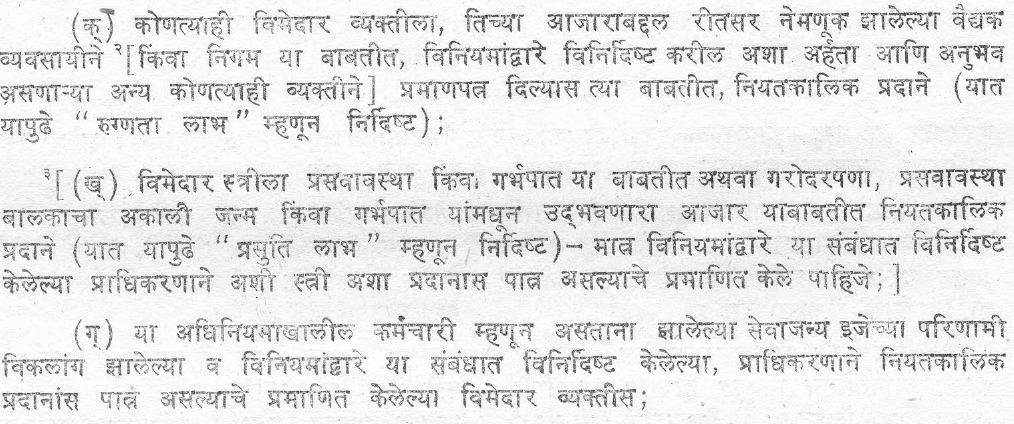 (क) कोणत्याही विमेदार व्यक्तीला, तिच्या आजाराबद्दल रीतसर नेमणूक झालेल्या वैद्यक
व्यवसायीने २[किंवा निगम या बाबतीत, विनियमांद्वारे विनिर्दिष्ट करील अशा अर्हता आणि अनुभव
असणाऱ्या अन्य कोणत्याही व्यक्तीने] प्रमाणपत्र दिल्यास त्या बाबतीत, नियतकालिक प्रदाने (यात
यापुढे “रुग्णता लाभ” म्हणून निर्दिष्ट);
३[(ख्) विमेदार स्त्रीला प्रसवावस्था किंवा गर्भपात या बाबतीत अथवा गरोदरपणा, प्रसवावस्था
बालकाचा अकाली जन्म किंवा गर्भपात यांमधून उद्भवणारा आजार याबाबतीत नियतकालिक
प्रदाने (यात यापुढे “प्रसुति लाभ” म्हणून निर्दिष्ट)– मात्र विनियमांद्वारे या संबंधात विनिर्दिष्ट
केलेल्या प्राधिकरणाने अशी स्त्री अशा प्रदानास पात्र असल्याचे प्रमाणित केले पाहिजे;]
(ग्) या अधिनियमाखालील कर्मचारी म्हणून असताना झालेल्या सेवाजन्य इजेच्या परिणामी
विकलांग झालेल्या व विनियमांद्वारे या संबंधात विनिर्दिष्ट केलेल्या, प्राधिकरणाने नियतकालिक
प्रदानांस पात्र असल्याचे प्रमाणित केलेल्या विमेदार व्यक्तीस;